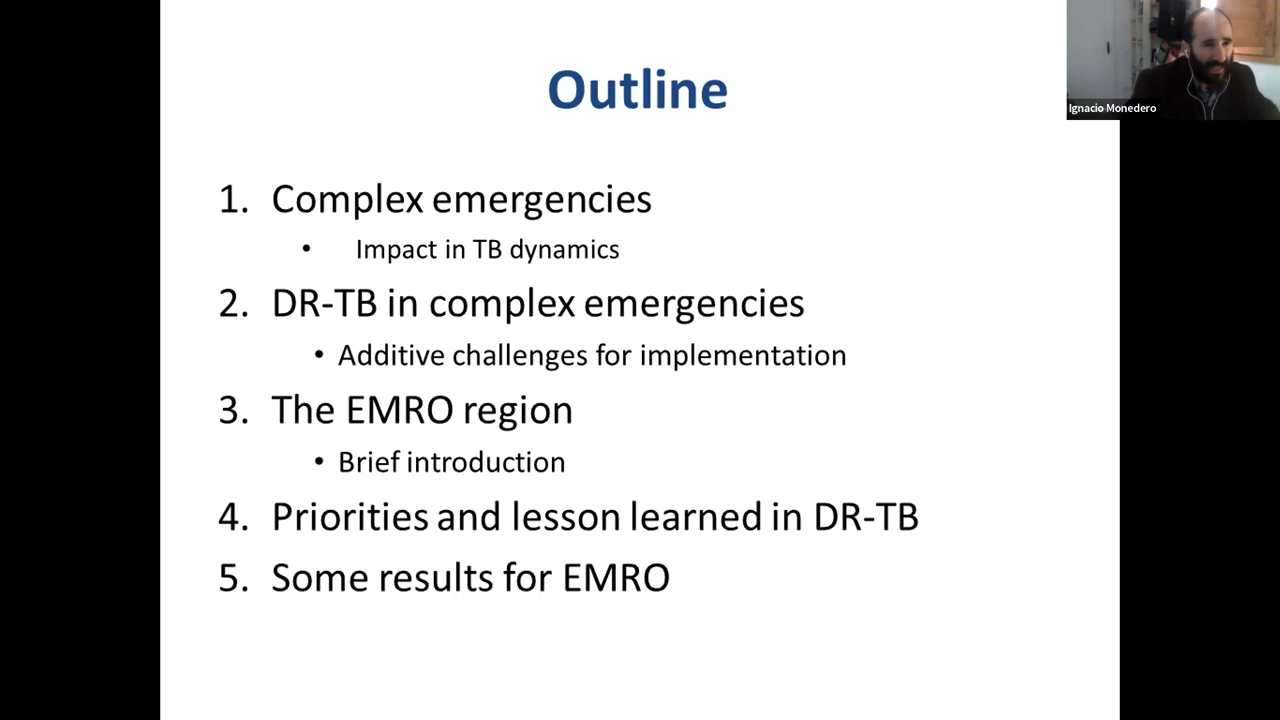 Outline
Ignacio Monedero
1. Complex emergencies
• Impact in TB dynamics
2. DR-TB in complex emergencies
• Additive challenges for implementation
3. The EMRO region
• Brief introduction
4. Priorities and lesson learned in DR-TB
5. Some results for EMRO